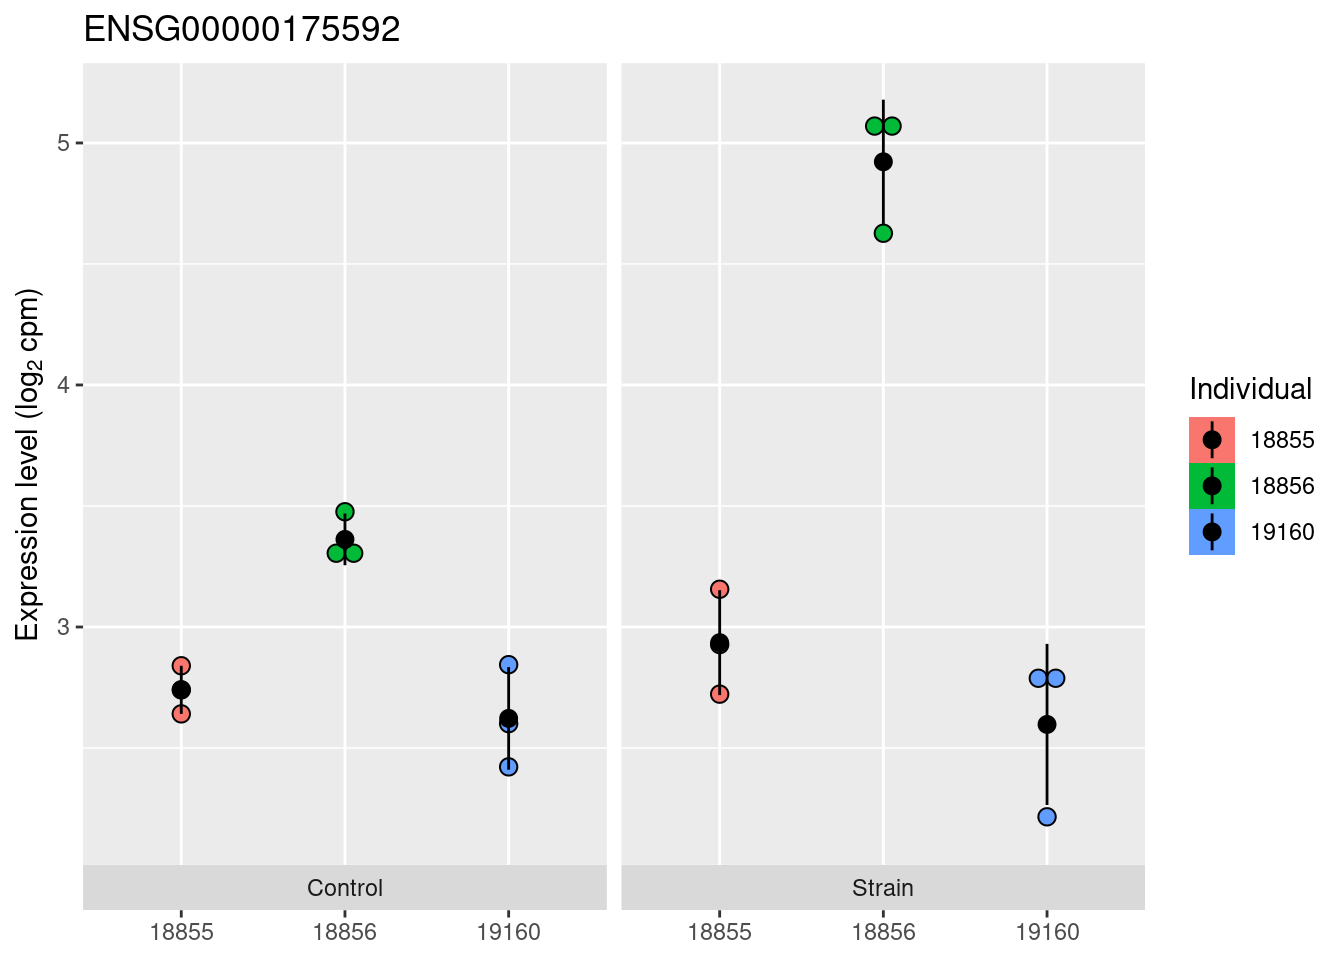 ENSG00000175592
Expression level (log₂ cpm)
5
4
3
Control
Strain
18855
18856
19160
18855
18856
19160
Individual
18855
18856
19160